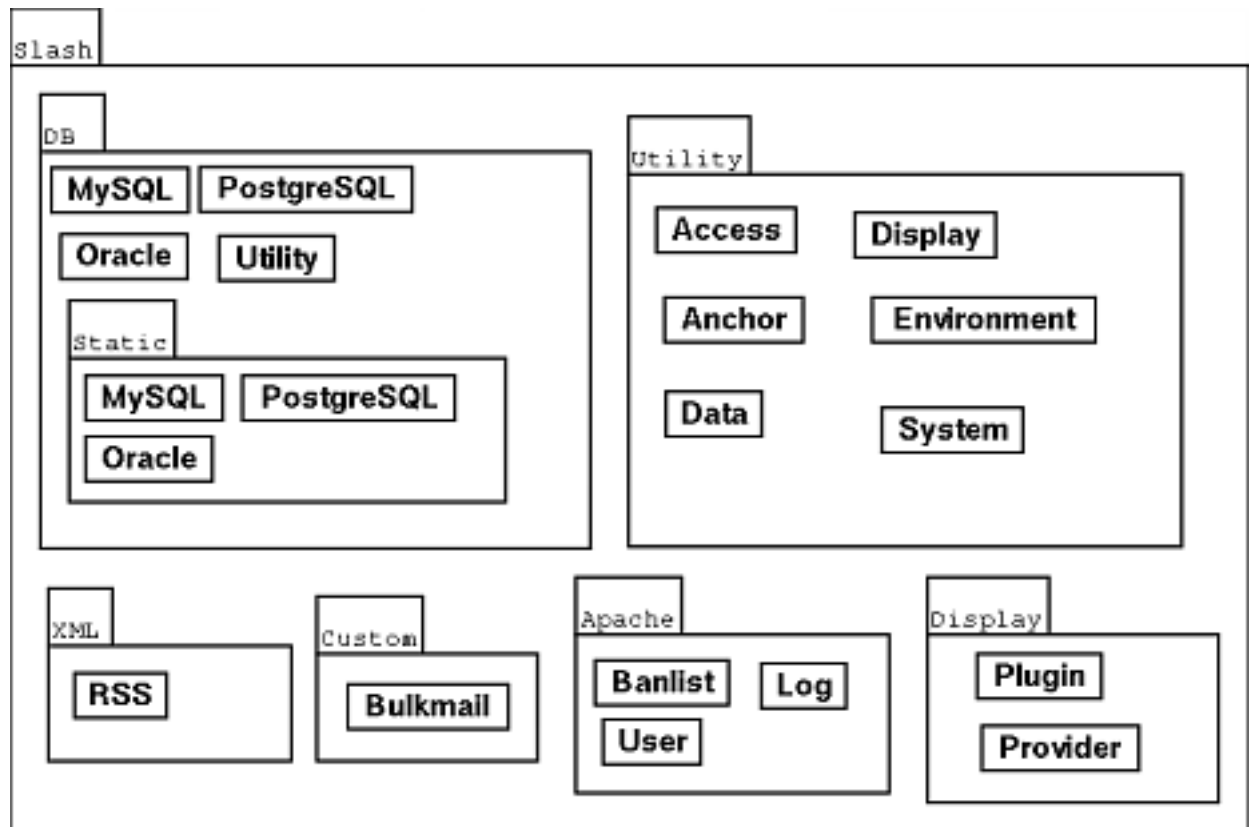 Slash
DB
MySQL PostgreSQL
Oracle Utility
Static
MySQL PostgreSQL
Oracle
Utility
Access Display
Anchor Environment
Data System
XML
RSS
Custom
Bulkmail
Apache
Banlist Log
User
Display
Plugin
Provider